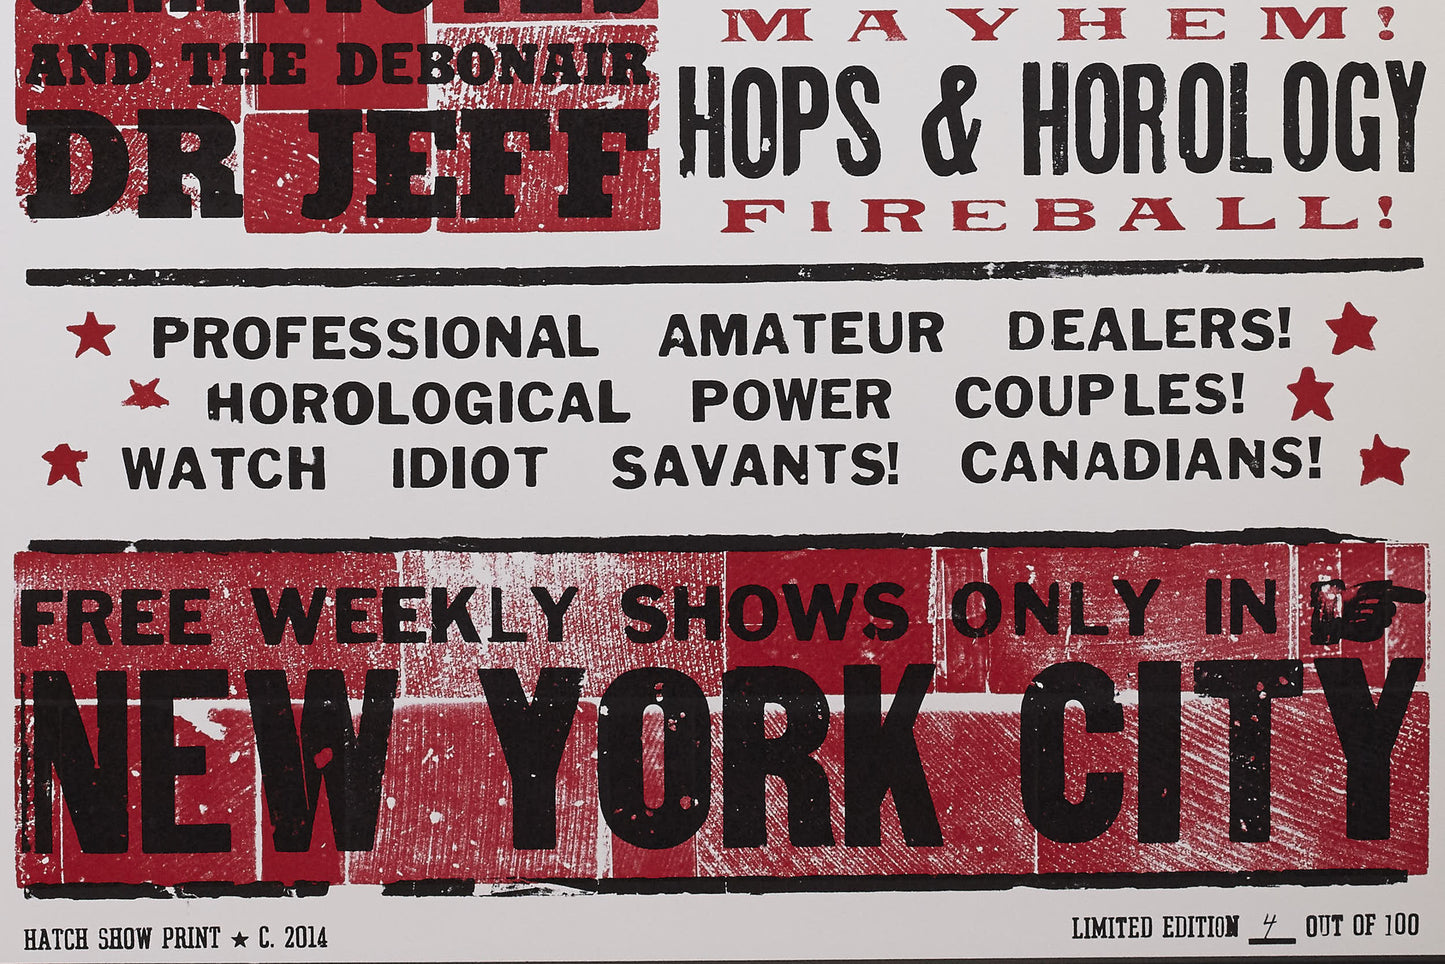 AND THE DEBONAIR
DR JEFF
MAYHEM!
HOPS & HOROLOGY
FIREBALL!
PROFESSIONAL AMATEUR DEALERS!
HOROLOGICAL POWER COUPLES!
WATCH IDIOT SAVANTS! CANADIANS!
FREE WEEKLY SHOWS ONLY IN
NEW YORK CITY
HATCH SHOW PRINT ★ C. 2014
LIMITED EDITION 4 OUT OF 100